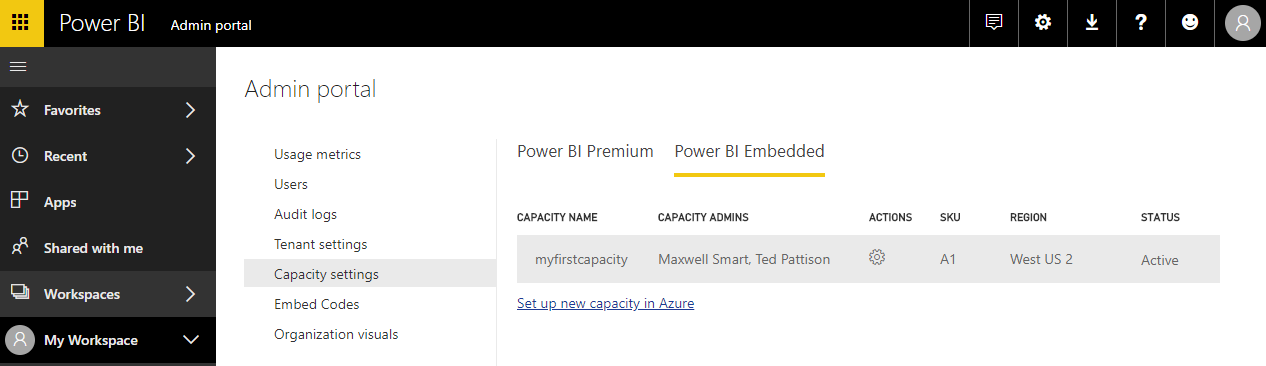 Power BI Admin portal
Favorites
Recent
Apps
Shared with me
Workspaces
My Workspace
Admin portal
Usage metrics
Users
Audit logs
Tenant settings
Capacity settings
Embed Codes
Organization visuals
Power BI Premium Power BI Embedded
CAPACITY NAME CAPACITY ADMINS ACTIONS SKU REGION STATUS
myfirstcapacity Maxwell Smart, Ted Pattison A1 West US 2 Active
Set up new capacity in Azure